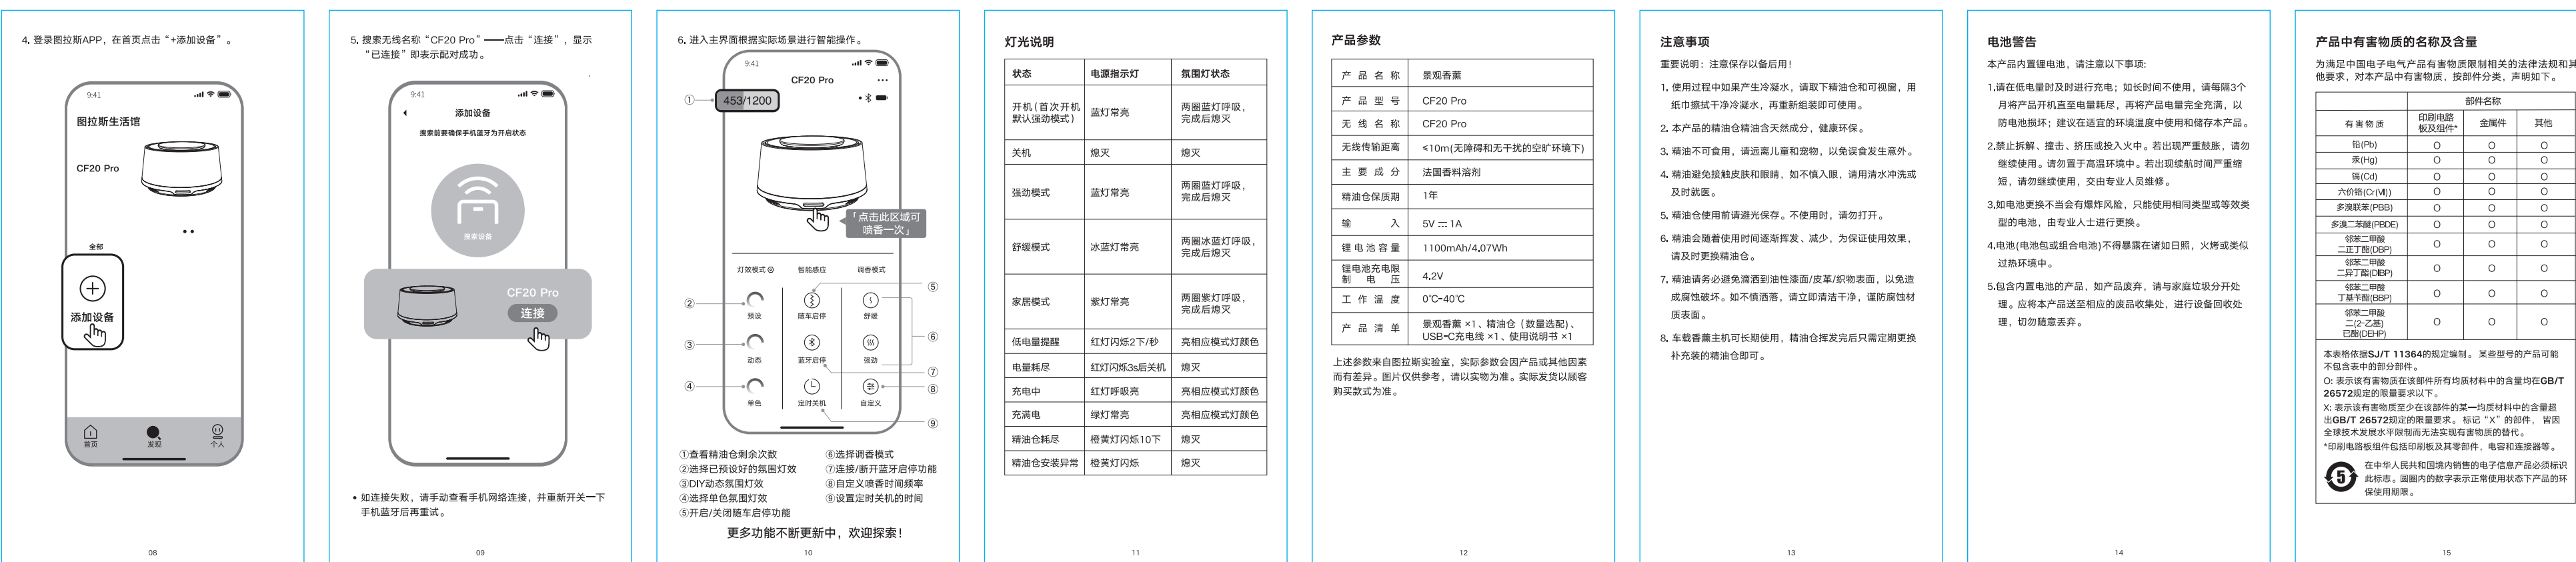 4. 登录图拉斯APP，在首页点击“+添加设备”。
9:41
图拉斯生活馆
CF20 Pro
全部
添加设备
首页
发现
个人
08
5. 搜索无线名称“CF20 Pro”——点击“连接”，显示
“已连接”即表示配对成功。
9:41
添加设备
搜索前要确保手机蓝牙为开启状态
搜索设备
CF20 Pro
连接
• 如连接失败，请手动查看手机网络连接，并重新开关一下
手机蓝牙后再重试。
09
6. 进入主界面根据实际场景进行智能操作。
9:41
CF20 Pro
①
453/1200
「点击此区域可
喷香一次」
灯效模式
智能感应
调香模式
⑤
②
预设
随车启停
舒缓
⑥
③
动态
蓝牙启停
强劲
⑦
④
⑧
单色
定时关机
自定义
⑨
①查看精油仓剩余次数
②选择已预设好的氛围灯效
③DIY动态氛围灯效
④选择单色氛围灯效
⑤开启/关闭随车启停功能
⑥选择调香模式
⑦连接/断开蓝牙启停功能
⑧自定义喷香时间频率
⑨设置定时关机的时间
更多功能不断更新中，欢迎探索！
10
灯光说明
状态 电源指示灯 氛围灯状态
开机(首次开机
默认强劲模式) 蓝灯常亮 两圈蓝灯呼吸，
完成后熄灭
关机 熄灭 熄灭
强劲模式 蓝灯常亮 两圈蓝灯呼吸，
完成后熄灭
舒缓模式 冰蓝灯常亮 两圈冰蓝灯呼吸，
完成后熄灭
家居模式 紫灯常亮 两圈紫灯呼吸，
完成后熄灭
低电量提醒 红灯闪烁2下/秒 亮相应模式灯颜色
电量耗尽 红灯闪烁3s后关机 熄灭
充电中 红灯呼吸亮 亮相应模式灯颜色
充满电 绿灯常亮 亮相应模式灯颜色
精油仓耗尽 橙黄灯闪烁10下 熄灭
精油仓安装异常 橙黄灯闪烁 熄灭
11
产品参数
产品名称 景观香薰
产品型号 CF20 Pro
无线名称 CF20 Pro
无线传输距离 ≤10m(无障碍和无干扰的空旷环境下)
主要成分 法国香料溶剂
精油仓保质期 1年
输入 5V ⎓ 1A
锂电池容量 1100mAh/4.07Wh
锂电池充电限
制电压 4.2V
工作温度 0℃-40℃
产品清单 景观香薰 ×1、精油仓（数量选配）、
USB-C充电线 ×1、使用说明书 ×1
上述参数来自图拉斯实验室，实际参数会因产品或其他因素
而有差异。图片仅供参考，请以实物为准。实际发货以顾客
购买款式为准。
12
注意事项
重要说明：注意保存以备后用！
1. 使用过程中如果产生冷凝水，请取下精油仓和可视窗，用
纸巾擦拭干净冷凝水，再重新组装即可使用。
2. 本产品的精油仓精油含天然成分，健康环保。
3. 精油不可食用，请远离儿童和宠物，以免误食发生意外。
4. 精油避免接触皮肤和眼睛，如不慎入眼，请用清水冲洗或
及时就医。
5. 精油仓使用前请避光保存。不使用时，请勿打开。
6. 精油会随着使用时间逐渐挥发、减少，为保证使用效果，
请及时更换精油仓。
7. 精油请务必避免滴洒到油性漆面/皮革/织物表面，以免造
成腐蚀破坏。如不慎洒落，请立即清洁干净，谨防腐蚀材
质表面。
8. 车载香薰主机可长期使用，精油仓挥发完后只需定期更换
补充装的精油仓即可。
13
电池警告
本产品内置锂电池，请注意以下事项:
1.请在低电量时及时进行充电；如长时间不使用，请每隔3个
月将产品开机直至电量耗尽，再将产品电量完全充满，以
防电池损坏；建议在适宜的环境温度中使用和储存本产品。
2.禁止拆解、撞击、挤压或投入火中。若出现严重鼓胀，请勿
继续使用。请勿置于高温环境中。若出现续航时间严重缩
短，请勿继续使用，交由专业人员维修。
3.如电池更换不当会有爆炸风险，只能使用相同类型或等效类
型的电池，由专业人士进行更换。
4.电池(电池包或组合电池)不得暴露在诸如日照，火烤或类似
过热环境中。
5.包含内置电池的产品，如产品废弃，请与家庭垃圾分开处
理。应将本产品送至相应的废品收集处，进行设备回收处
理，切勿随意丢弃。
14
产品中有害物质的名称及含量
为满足中国电子电气产品有害物质限制相关的法律法规和其
他要求，对本产品中有害物质，按部件分类，声明如下。
部件名称
有害物质 印刷电路
板及组件* 金属件 其他
铅(Pb) O O O
汞(Hg) O O O
镉(Cd) O O O
六价铬(Cr(Ⅵ)) O O O
多溴联苯(PBB) O O O
多溴二苯醚(PBDE) O O O
邻苯二甲酸
二正丁酯(DBP) O O O
邻苯二甲酸
二异丁酯(DIBP) O O O
邻苯二甲酸
丁基苄酯(BBP) O O O
邻苯二甲酸
二(2-乙基)
己酯(DEHP) O O O
本表格依据SJ/T 11364的规定编制。 某些型号的产品可能
不包含表中的部分部件。
O: 表示该有害物质在该部件所有均质材料中的含量均在GB/T
26572规定的限量要求以下。
X: 表示该有害物质至少在该部件的某一均质材料中的含量超
出GB/T 26572规定的限量要求。 标记“X”的部件， 皆因
全球技术发展水平限制而无法实现有害物质的替代。
*印刷电路板组件包括印刷板及其零部件，电容和连接器等。
5
在中华人民共和国境内销售的电子信息产品必须标识
此标志。圆圈内的数字表示正常使用状态下产品的环
保使用期限。
15